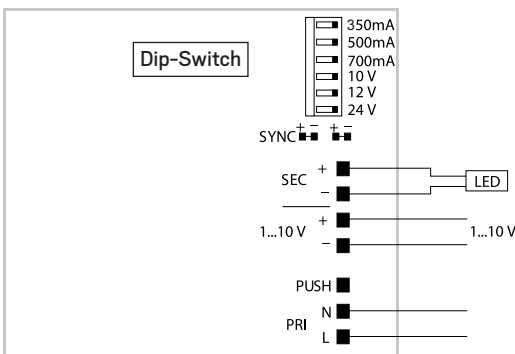 Dip-Switch
350mA
500mA
700mA
10 V
12 V
24 V
SYNC + − + −
SEC + −
LED
1...10 V + −
1...10 V
PUSH
PRI N L